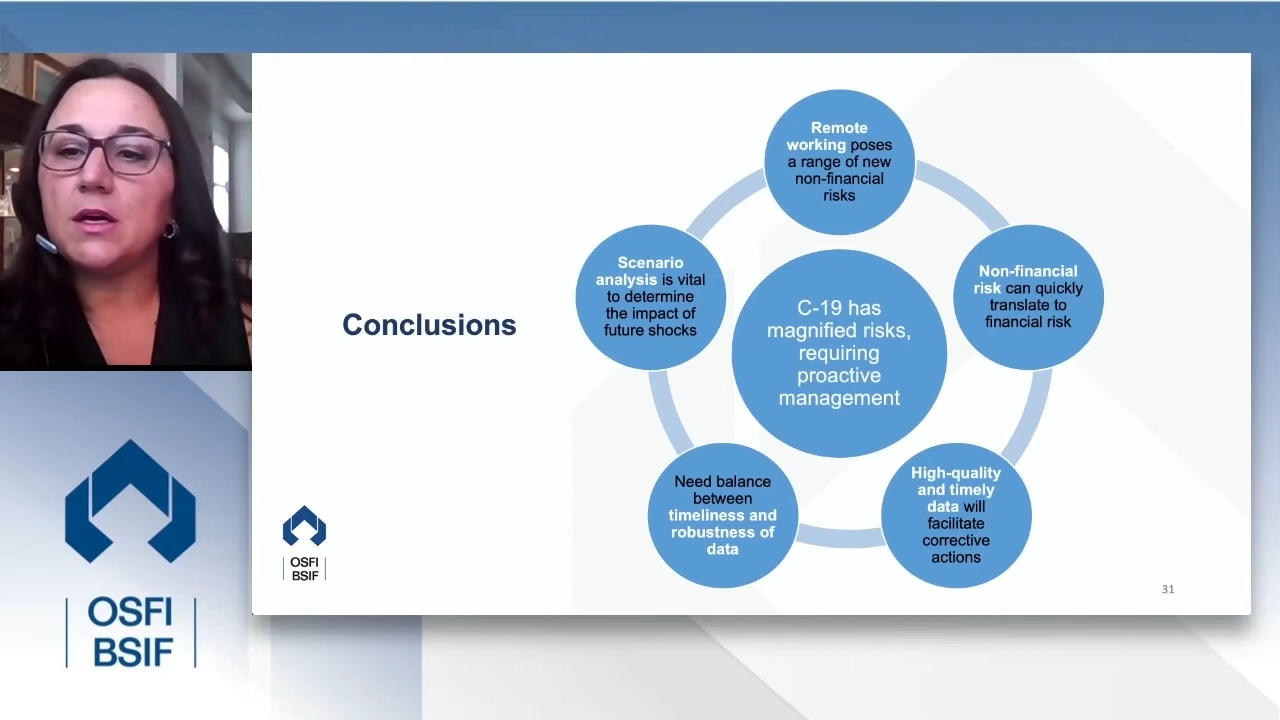 Conclusions
Remote
working poses
a range of new
non-financial
risks
Non-financial
risk can quickly
translate to
financial risk
High-quality
and timely
data will
facilitate
corrective
actions
Need balance
between
timeliness and
robustness of
data
Scenario
analysis is vital
to determine
the impact of
future shocks
C-19 has
magnified risks,
requiring
proactive
management
OSFI
BSIF
31
OSFI
BSIF